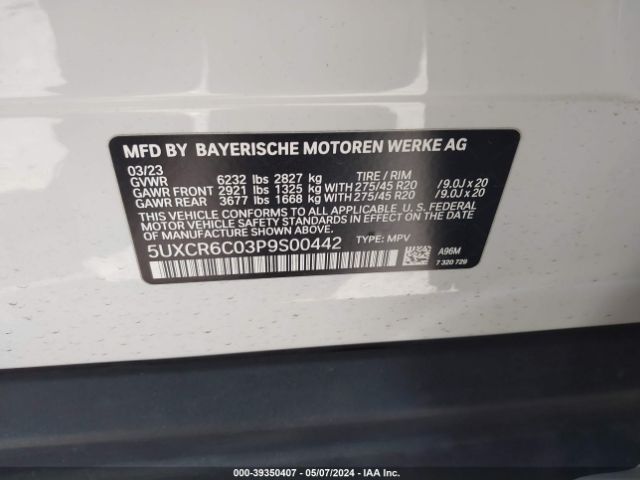 MFD BY BAYERISCHE MOTOREN WERKE AG
03/23
GVWR 6232 lbs 2827 kg TIRE / RIM
GAWR FRONT 2921 lbs 1325 kg WITH 275/45 R20 /9.0J x 20
GAWR REAR 3677 lbs 1668 kg WITH 275/45 R20 /9.0J x 20
THIS VEHICLE CONFORMS TO ALL APPLICABLE U. S. FEDERAL
MOTOR VEHICLE SAFETY STANDARDS IN EFFECT ON
THE DATE OF MANUFACTURE SHOWN ABOVE.
5UXCR6C03P9S00442 TYPE: MPV
A96M
7 320 729
000-39350407 - 05/07/2024 - IAA Inc.